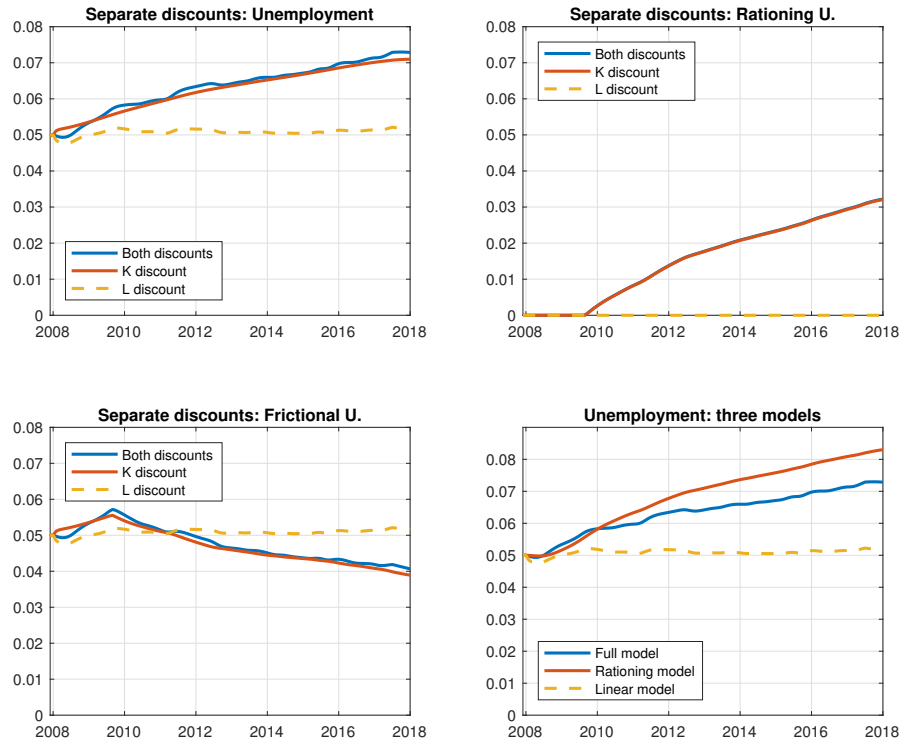 Separate discounts: Unemployment
0.08
0.07
0.06
0.05
0.04
0.03
0.02
0.01
0
Both discounts
K discount
L discount
2008 2010 2012 2014 2016 2018
Separate discounts: Rationing U.
0.08
0.07
0.06
0.05
0.04
0.03
0.02
0.01
0
Both discounts
K discount
L discount
2008 2010 2012 2014 2016 2018
Separate discounts: Frictional U.
0.08
0.07
0.06
0.05
0.04
0.03
0.02
0.01
0
Both discounts
K discount
L discount
2008 2010 2012 2014 2016 2018
Unemployment: three models
0.08
0.07
0.06
0.05
0.04
0.03
0.02
0.01
0
Full model
Rationing model
Linear model
2008 2010 2012 2014 2016 2018